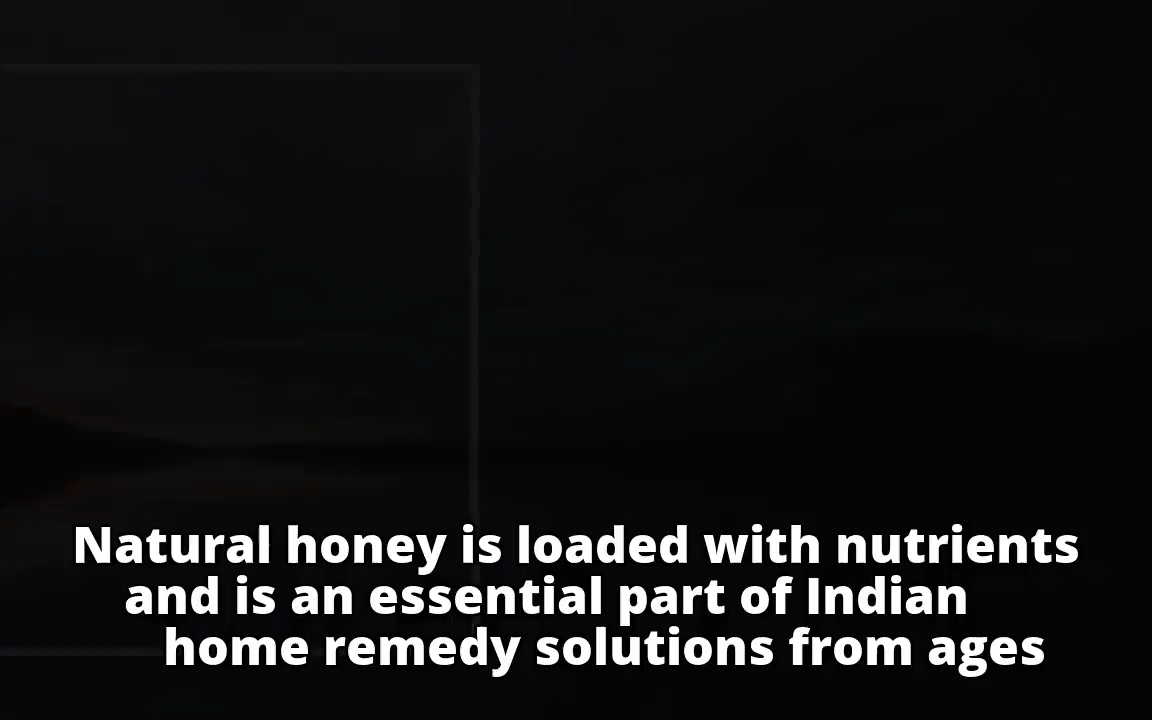 Natural honey is loaded with nutrients
and is an essential part of Indian
home remedy solutions from ages